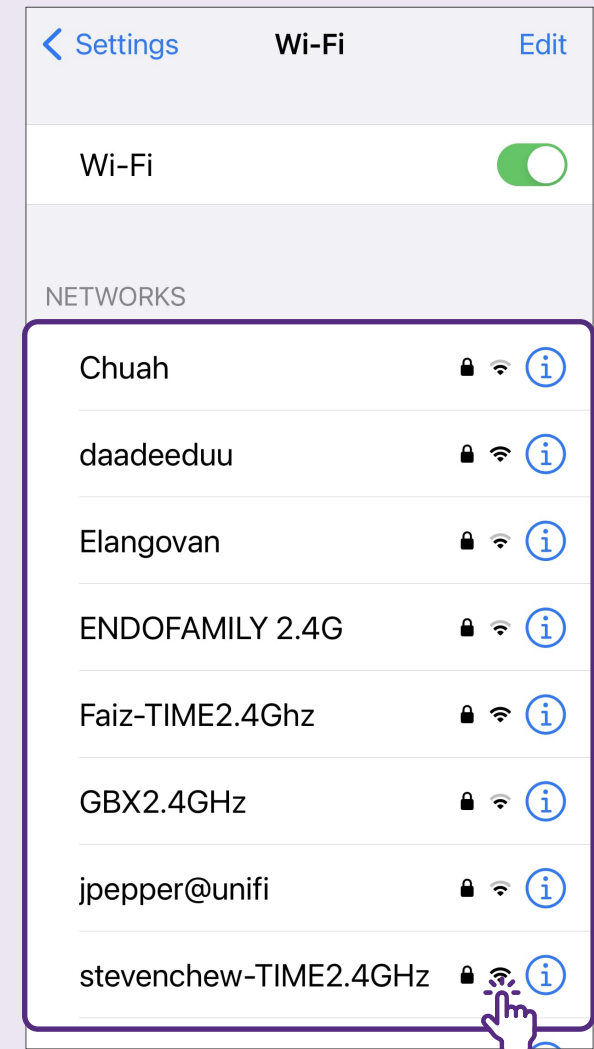 Settings Wi-Fi Edit
Wi-Fi
NETWORKS
Chuah
daadeeduu
Elangovan
ENDOFAMILY 2.4G
Faiz-TIME2.4Ghz
GBX2.4GHz
jpepper@unifi
stevenchew-TIME2.4GHz